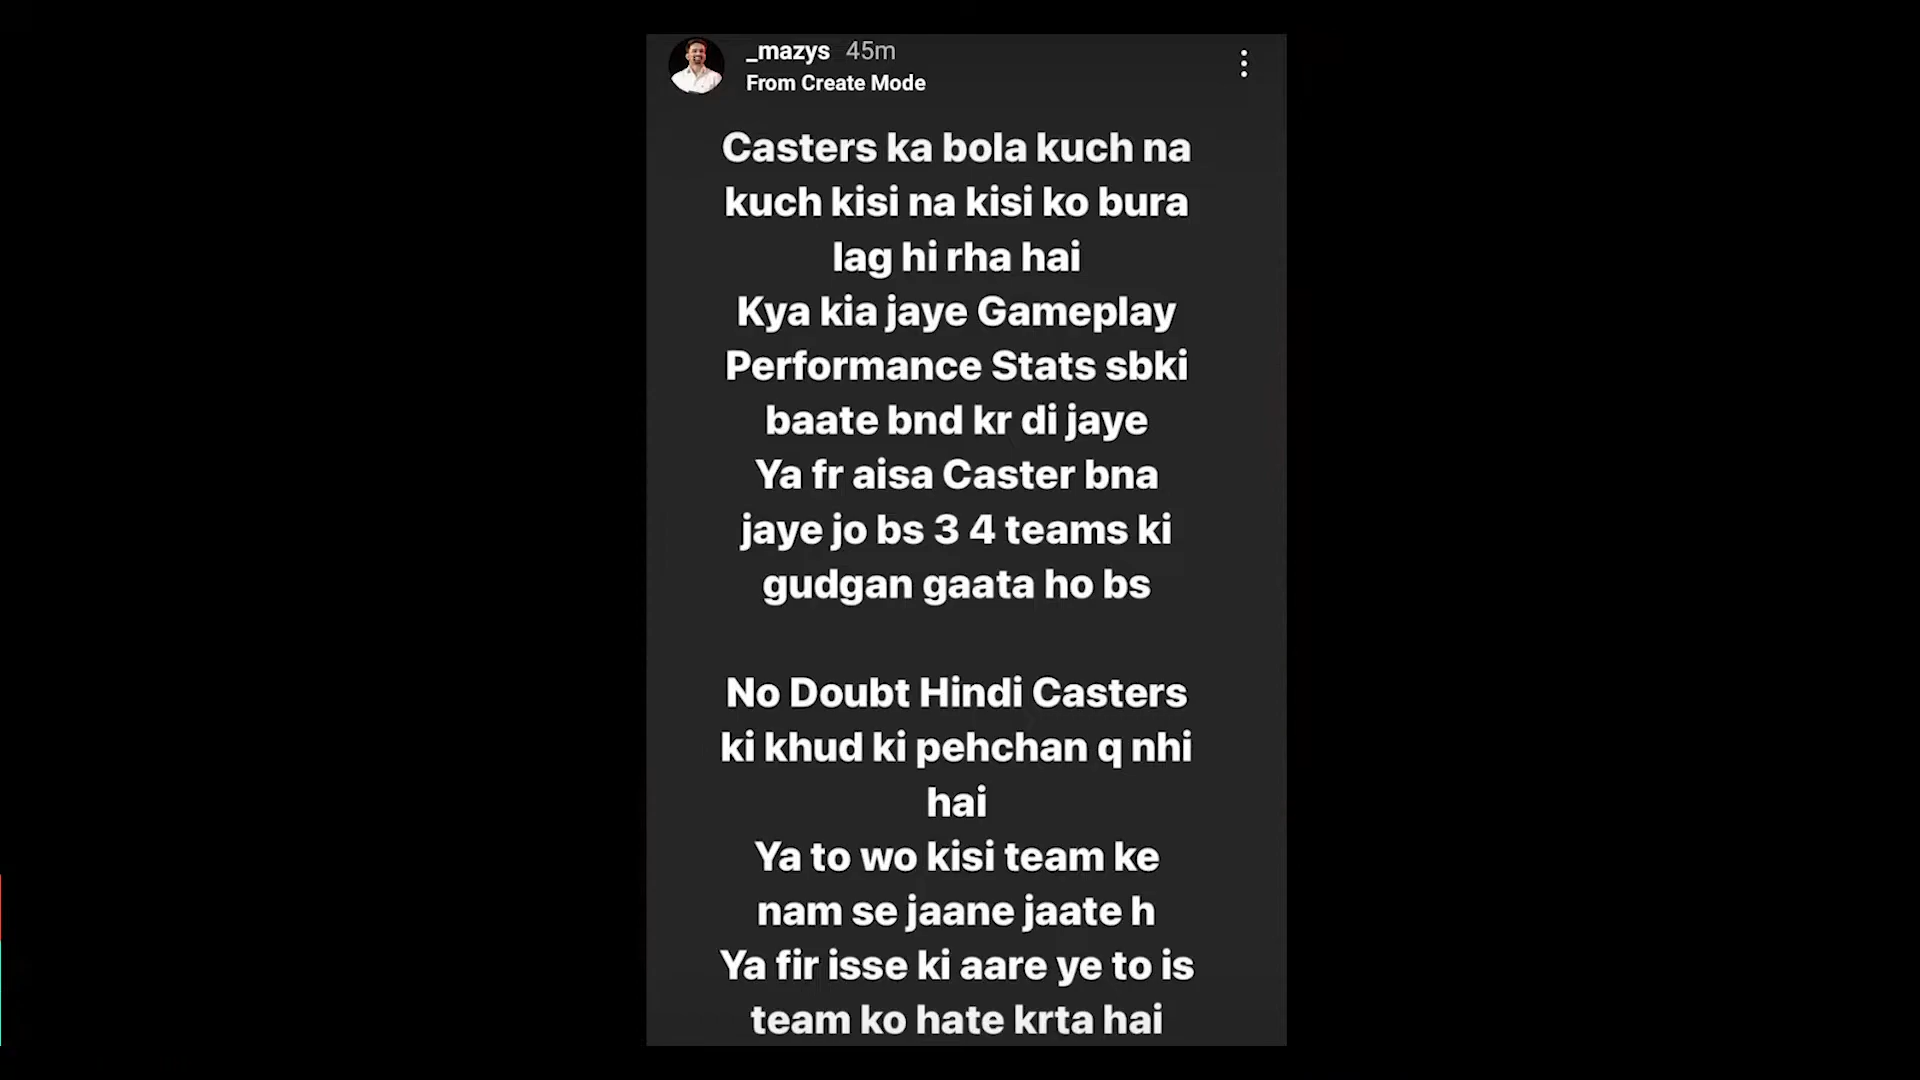 _mazys 45m
From Create Mode
Casters ka bola kuch na
kuch kisi na kisi ko bura
lag hi rha hai
Kya kia jaye Gameplay
Performance Stats sbki
baate bnd kr di jaye
Ya fr aisa Caster bna
jaye jo bs 3 4 teams ki
gudgan gaata ho bs
No Doubt Hindi Casters
ki khud ki pehchan q nhi
hai
Ya to wo kisi team ke
nam se jaane jaate h
Ya fir isse ki aare ye to is
team ko hate krta hai